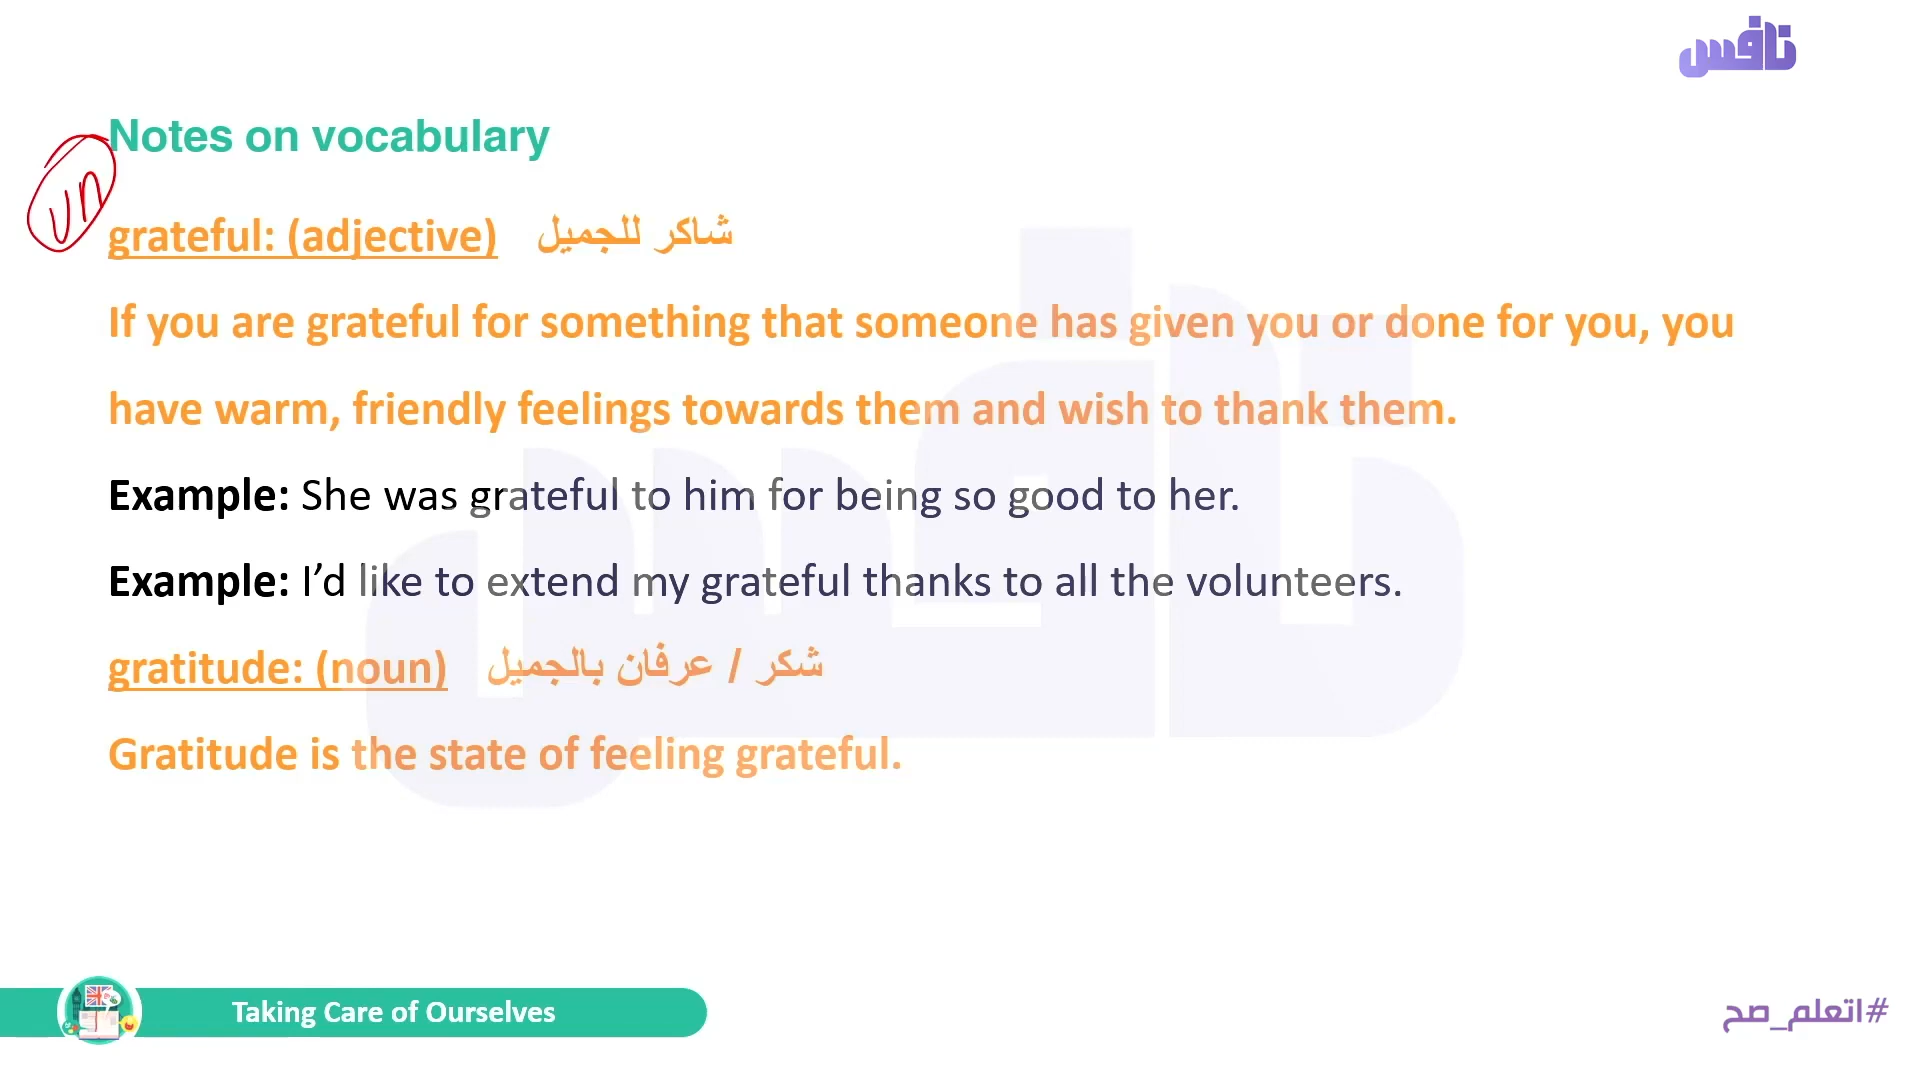 نافس
Notes on vocabulary
un
grateful: (adjective) شاكر للجميل
If you are grateful for something that someone has given you or done for you, you
have warm, friendly feelings towards them and wish to thank them.
Example: She was grateful to him for being so good to her.
Example: I’d like to extend my grateful thanks to all the volunteers.
gratitude: (noun) شكر / عرفان بالجميل
Gratitude is the state of feeling grateful.
Taking Care of Ourselves
#اتعلم_صح